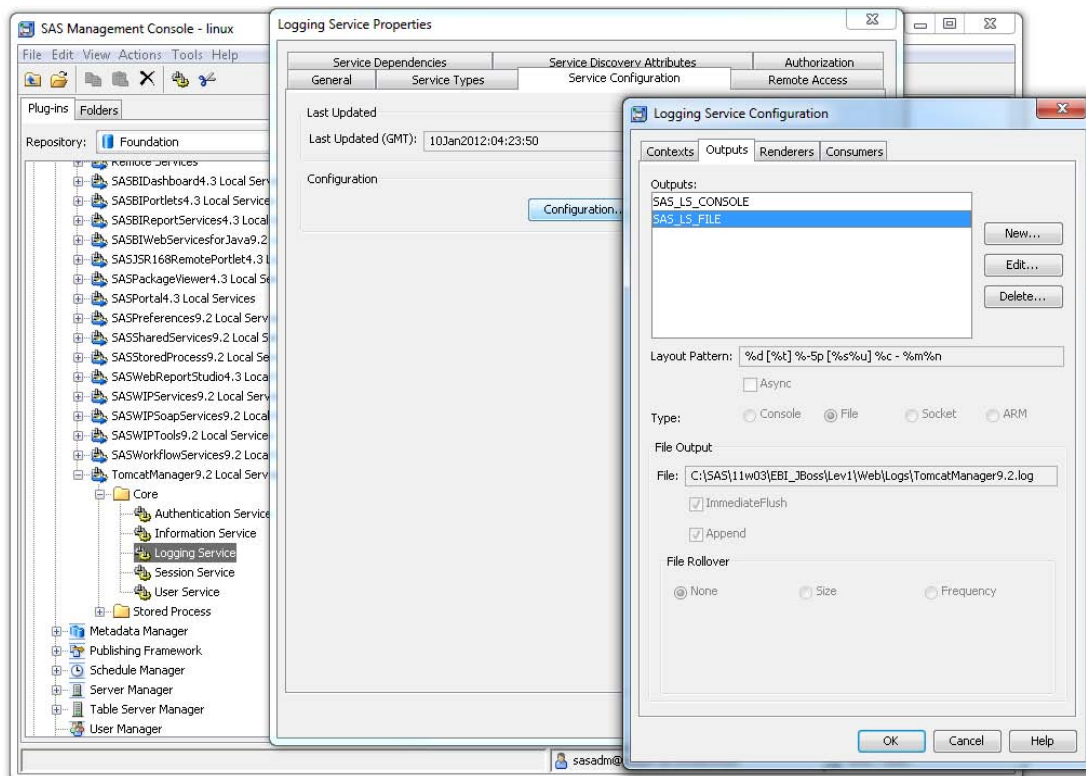 SAS Management Console - linux
File Edit View Actions Tools Help
Plug-ins Folders
Repository: Foundation
Remote Services
SASBIDashboard4.3 Local Serv
SASBIPortlets4.3 Local Service
SASBIReportServices4.3 Local
SASBIWebServicesforJava9.2
SASJSR168RemotePortlet4.3 L
SASPackageViewer4.3 Local Se
SASPortal4.3 Local Services
SASPreferences9.2 Local Serv
SASSharedServices9.2 Local S
SASStoredProcess9.2 Local Se
SASWebReportStudio4.3 Loca
SASWIPServices9.2 Local Serv
SASWIPSoapServices9.2 Local
SASWIPTools9.2 Local Service
SASWorkflowServices9.2 Local
TomcatManager9.2 Local Serv
Core
Authentication Service
Information Service
Logging Service
Session Service
User Service
Stored Process
Metadata Manager
Publishing Framework
Schedule Manager
Server Manager
Table Server Manager
User Manager
sasadm@
Logging Service Properties
Service Dependencies Service Discovery Attributes Authorization
General Service Types Service Configuration Remote Access
Last Updated
Last Updated (GMT): 10Jan2012:04:23:50
Configuration
Configuration..
Logging Service Configuration
Contexts Outputs Renderers Consumers
Outputs:
SAS_LS_CONSOLE
SAS_LS_FILE
New...
Edit...
Delete...
Layout Pattern: %d [%t] %-5p [%s%u] %c - %m%n
Async
Type: Console File Socket ARM
File Output
File: C:\SAS\11w03\EBI_JBoss\Lev1\Web\Logs\TomcatManager9.2.log
ImmediateFlush
Append
File Rollover
None Size Frequency
OK Cancel Help